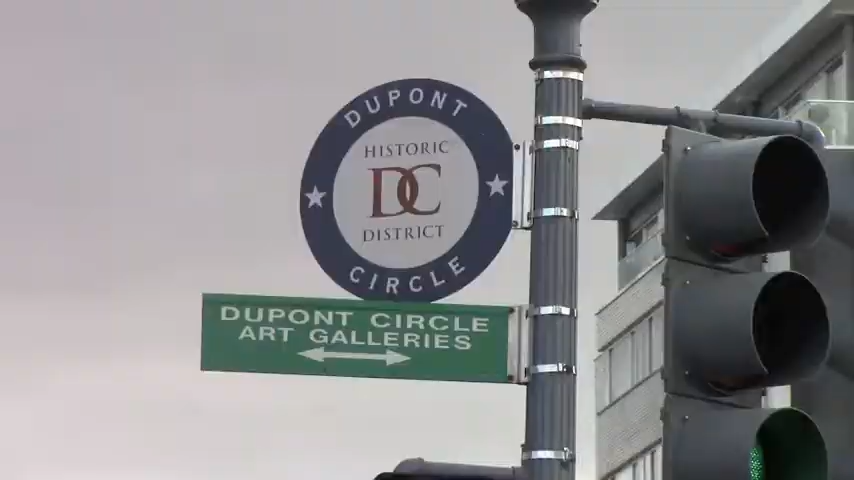 DUPONT
HISTORIC
DC
DISTRICT
CIRCLE
DUPONT CIRCLE
ART GALLERIES